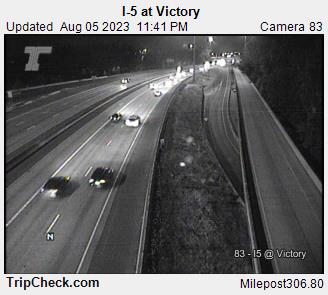 I-5 at Victory
Updated Aug 05 2023 11:41 PM Camera 83
T
N
83 - I5 @ Victory
TripCheck.com Milepost306.80